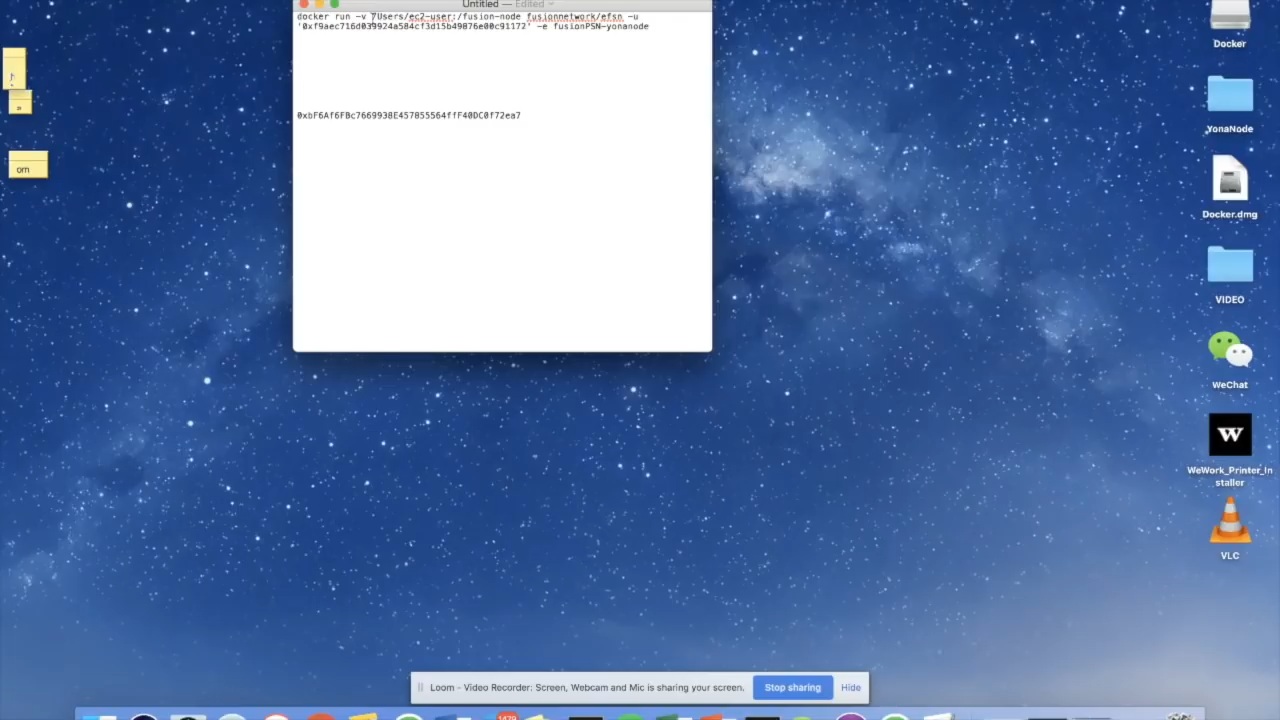 Untitled — Edited
docker run -v /Users/ec2-user:/fusion-node fusionnetwork/efsn -u
'0xf9aec716d039924a584cf3d15b49876e00c91172' -e fusionPSN-yonanode
0xbF6Af6FBc7669938E457855564ffF40DC0f72ea7
om
Docker
YonaNode
Docker.dmg
VIDEO
WeChat
W
WeWork_Printer_In
staller
VLC
Loom – Video Recorder: Screen, Webcam and Mic is sharing your screen.
Stop sharing
Hide
1479